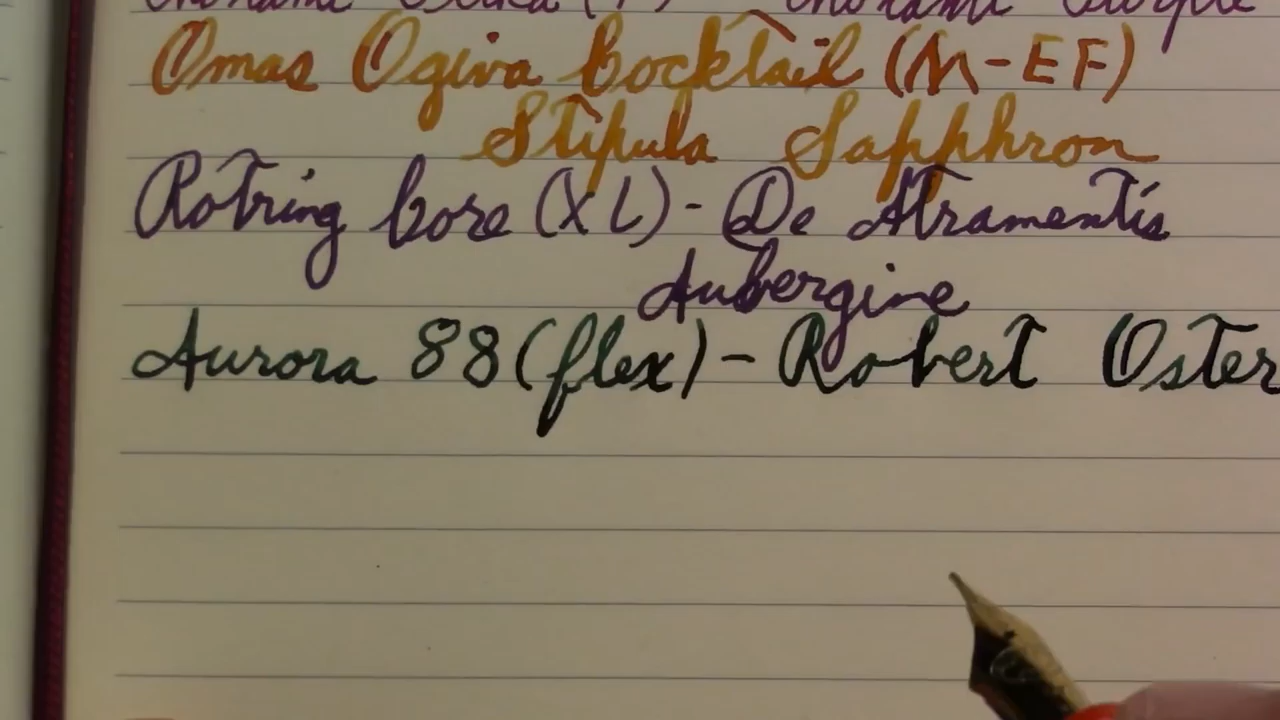 Omas Ogiva Cocktail (M-EF)
Stipula Sapphron
Rotring Core (XL) - De Atramentis
Aubergine
Aurora 88 (flex) - Robert Oster